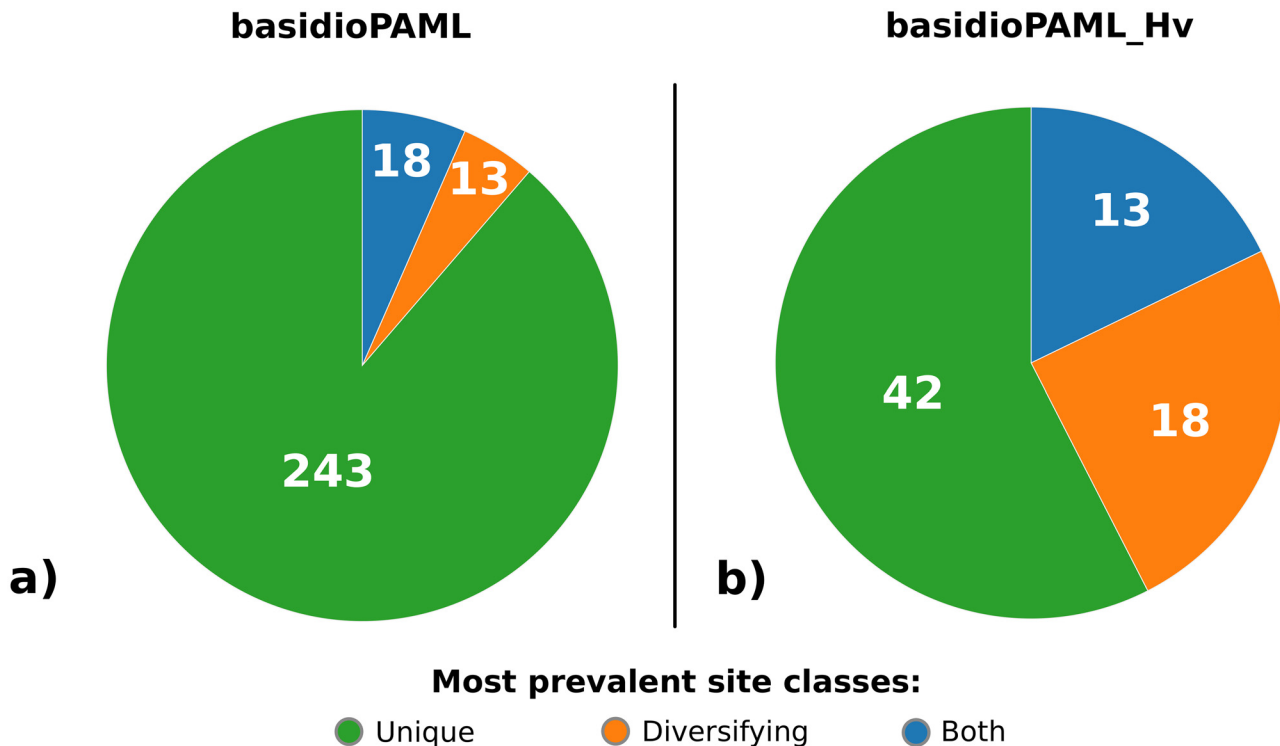 basidioPAML
basidioPAML_Hv
18
13
243
a)
13
42
18
b)
Most prevalent site classes:
Unique
Diversifying
Both